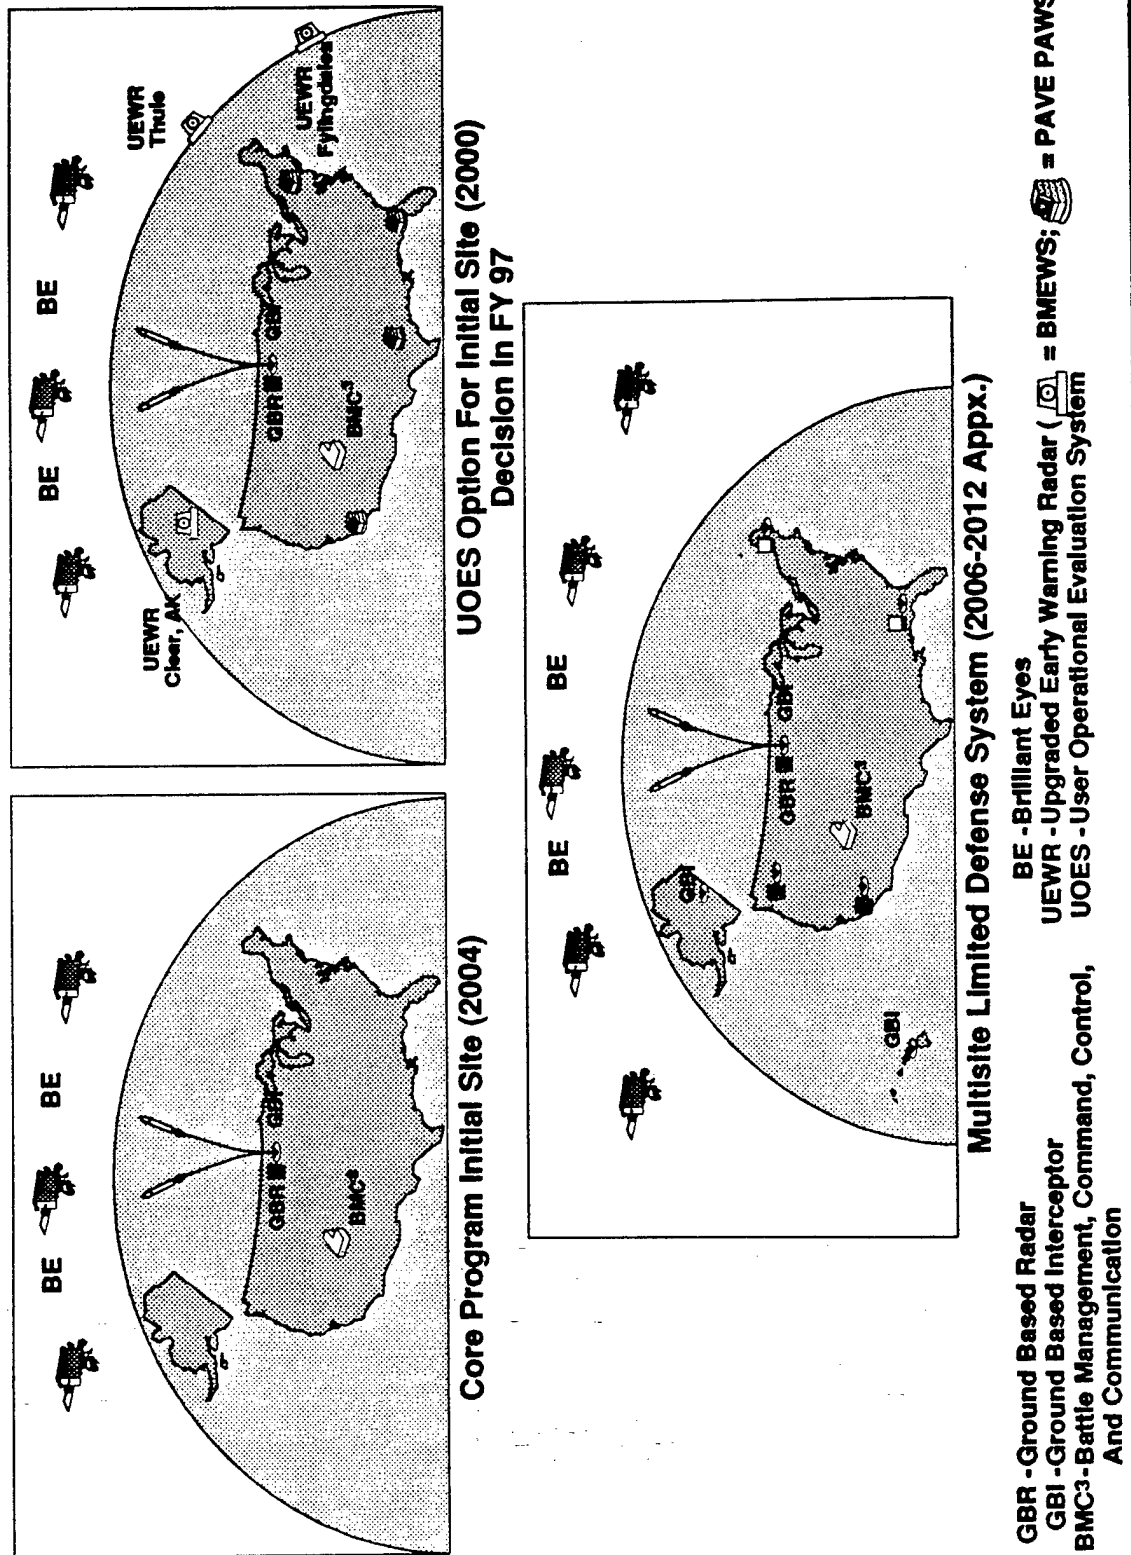 BE
BE
GBR
GBI
BMC3
Core Program Initial Site (2004)
BE
BE
UEWR
Clear, AK
UEWR
Thule
UEWR
Fylingdales
GBR
GBI
BMC3
UOES Option For Initial Site (2000)
Decision in FY 97
BE
BE
GBI
GBR
GBI
BMC3
GBI
Multisite Limited Defense System (2006-2012 Appx.)
GBR - Ground Based Radar
GBI - Ground Based Interceptor
BMC3 - Battle Management, Command, Control,
And Communication
BE - Brilliant Eyes
UEWR - Upgraded Early Warning Radar ( = BMEWS; = PAVE PAWS
UOES - User Operational Evaluation System